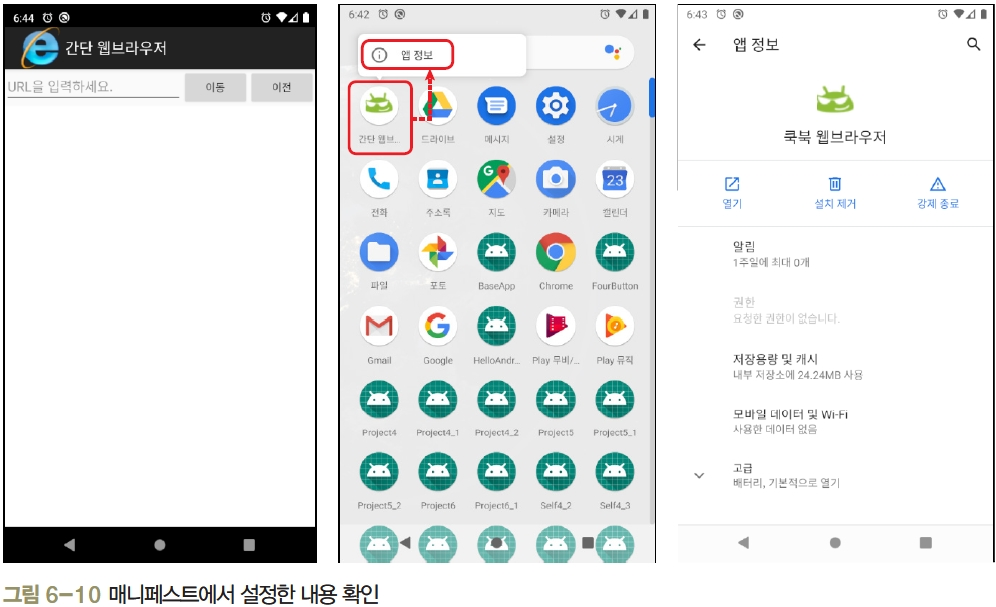 6:44
간단 웹브라우저
URL을 입력하세요.
이동
이전
6:42
앱 정보
간단 웹브...
드라이브
메시지
설정
시계
전화
주소록
지도
카메라
23
캘린더
파일
포토
BaseApp
Chrome
FourButton
Gmail
Google
HelloAndr...
Play 무비/...
Play 뮤직
Project4
Project4_1
Project4_2
Project5
Project5_1
Project5_2
Project6
Project6_1
Self4_2
Self4_3
6:43
앱 정보
쿡북 웹브라우저
열기
설치 제거
강제 종료
알림
1주일에 최대 0개
권한
요청한 권한이 없습니다.
저장용량 및 캐시
내부 저장소에 24.24MB 사용
모바일 데이터 및 Wi-Fi
사용한 데이터 없음
고급
배터리, 기본적으로 열기
그림 6-10 매니페스트에서 설정한 내용 확인